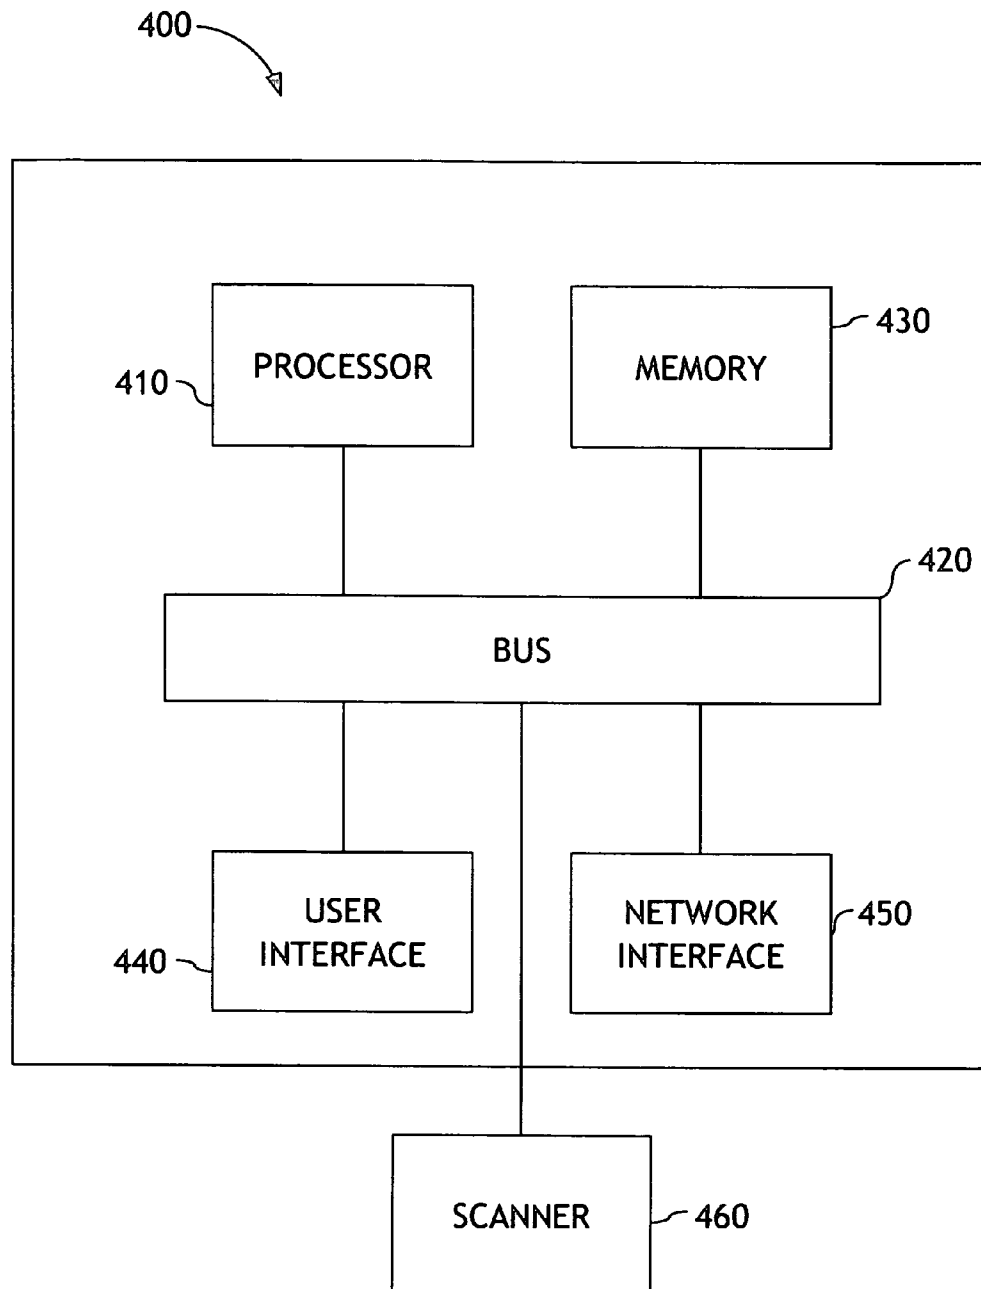 400
PROCESSOR
410
MEMORY
430
420
BUS
USER
INTERFACE
440
NETWORK
INTERFACE
450
SCANNER
460